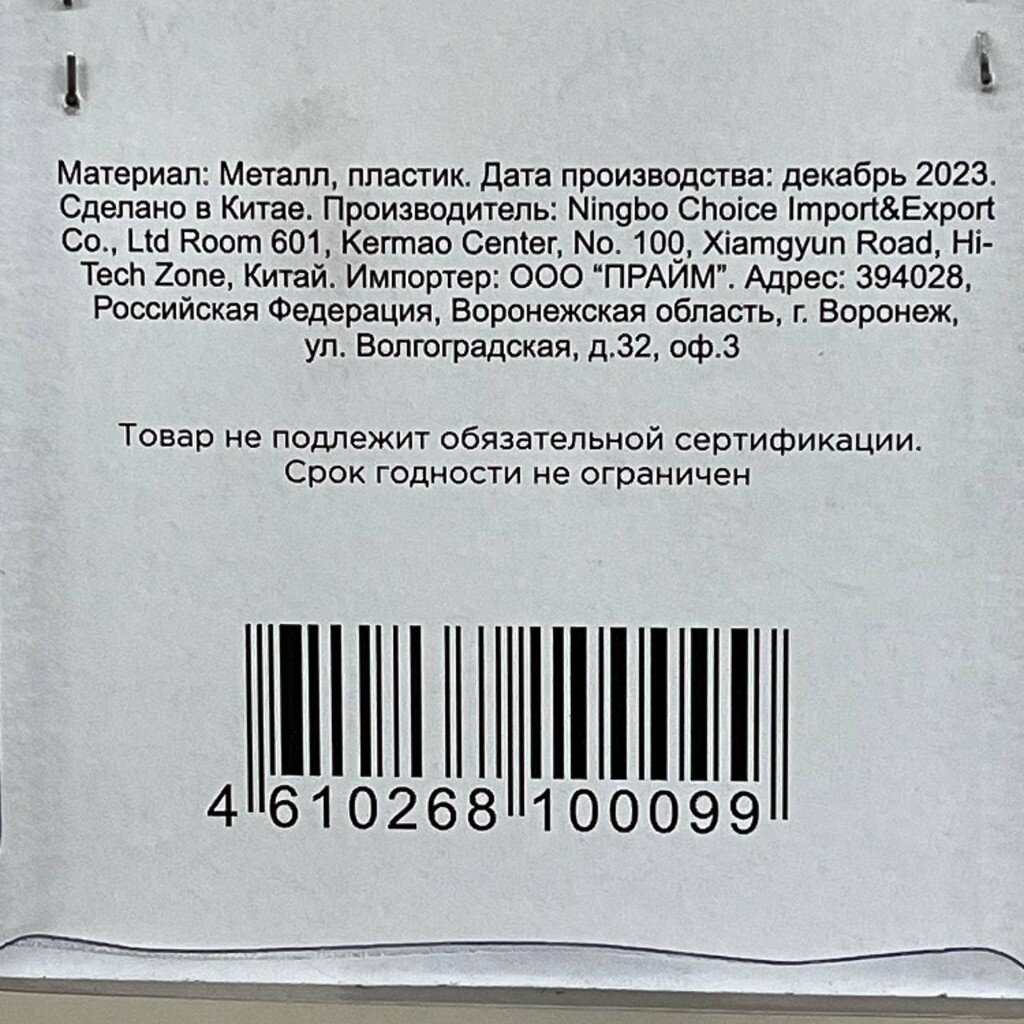 Материал: Металл, пластик. Дата производства: декабрь 2023.
Сделано в Китае. Производитель: Ningbo Choice Import&Export
Co., Ltd Room 601, Kermao Center, No. 100, Xiamgyun Road, Hi-
Tech Zone, Китай. Импортер: ООО “ПРАЙМ”. Адрес: 394028,
Российская Федерация, Воронежская область, г. Воронеж,
ул. Волгоградская, д.32, оф.3
Товар не подлежит обязательной сертификации.
Срок годности не ограничен
4 610268 100099